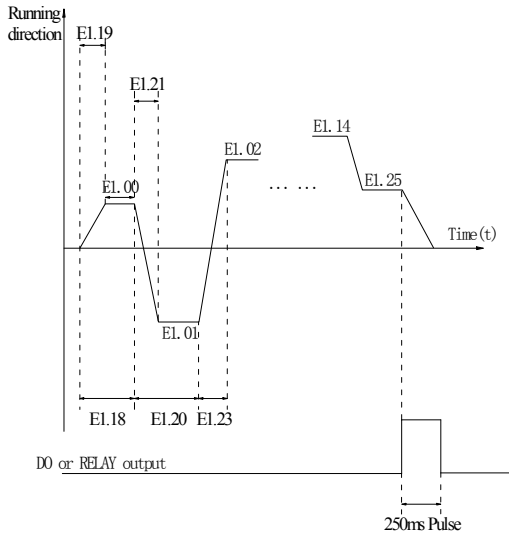 Running
direction
E1.19
E1.21
E1.14
E1.02
E1.00
E1.25
... ...
Time(t)
E1.01
E1.18
E1.20
E1.23
DO or RELAY output
250ms Pulse